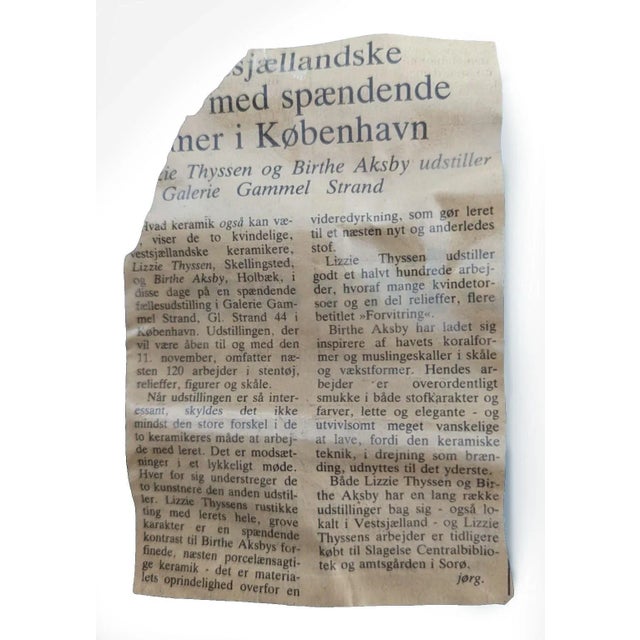 sjællandske
med spændende
mer i København
zie Thyssen og Birthe Aksby udstiller
Galerie Gammel Strand
Hvad keramik også kan væ-
viser de to kvindelige,
vestsjællandske keramikere,
Lizzie Thyssen, Skellingsted,
og Birthe Aksby, Holbæk, i
disse dage på en spændende
fællesudstilling i Galerie Gam-
mel Strand, Gl. Strand 44 i
København. Udstillingen, der
vil være åben til og med den
11. november, omfatter næ-
sten 120 arbejder i stentøj,
relieffer, figurer og skåle.
Når udstillingen er så inter-
essant, skyldes det ikke
mindst den store forskel i de
to keramikeres måde at arbej-
de med leret. Det er modsæt-
ninger i et lykkeligt møde.
Hver for sig understreger de
to kunstnere den anden udstil-
ler. Lizzie Thyssens rustikke
ting med lerets hele, grove
karakter er en spændende
kontrast til Birthe Aksbys for-
finede, næsten porcelænsagti-
ge keramik - det er materia-
lets oprindelighed overfor en
videredyrkning, som gør leret
til et næsten nyt og anderledes
stof.
Lizzie Thyssen udstiller
godt et halvt hundrede arbej-
der, hvoraf mange kvindetor-
soer og en del relieffer, flere
betitlet »Forvitring«.
Birthe Aksby har ladet sig
inspirere af havets koralfor-
mer og muslingeskaller i skåle
og vækstformer. Hendes ar-
bejder er overordentligt
smukke i både stofkarakter og
farver, lette og elegante - og
utvivlsomt meget vanskelige
at lave, fordi den keramiske
teknik, i drejning som bræn-
ding, udnyttes til det yderste.
Både Lizzie Thyssen og Bir-
the Aksby har en lang række
udstillinger bag sig - også lo-
kalt i Vestsjælland - og Lizzie
Thyssens arbejder er tidligere
købt til Slagelse Centralbiblio-
tek og amtsgården i Sorø.
jørg.